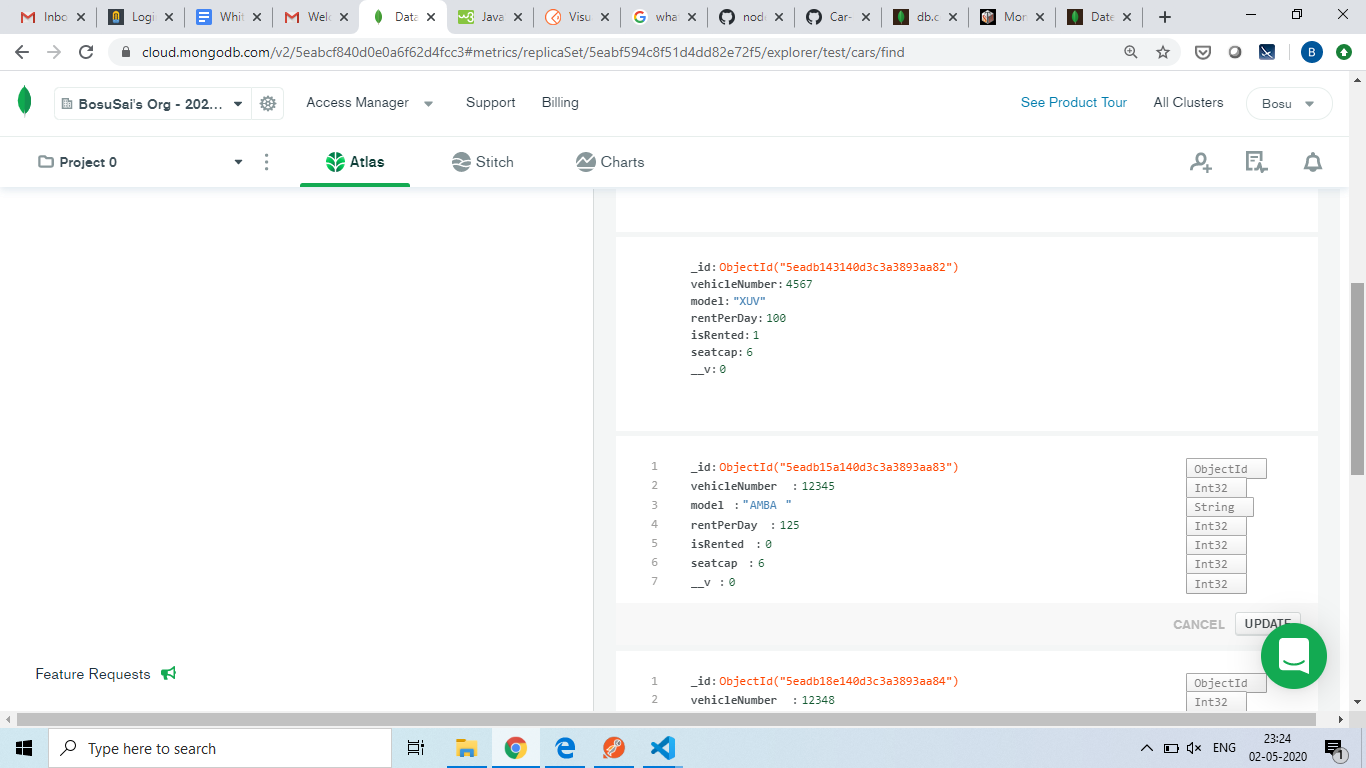 Inbo
Logi
Whit
Welc
Data
Java
Visu
what
node
Car-
db.c
Mon
Date
cloud.mongodb.com/v2/5eabcf840d0e0a6f62d4fcc3#metrics/replicaSet/5eabf594c8f51d4dd82e72f5/explorer/test/cars/find
B
BosuSai's Org - 202...
Access Manager
Support
Billing
See Product Tour
All Clusters
Bosu
Project 0
Atlas
Stitch
Charts
_id:ObjectId("5eadb143140d3c3a3893aa82")
vehicleNumber:4567
model:"XUV"
rentPerDay:100
isRented:1
seatcap:6
__v:0
1 _id:ObjectId("5eadb15a140d3c3a3893aa83") ObjectId
2 vehicleNumber :12345 Int32
3 model :"AMBA " String
4 rentPerDay :125 Int32
5 isRented :0 Int32
6 seatcap :6 Int32
7 __v :0 Int32
CANCEL UPDATE
1 _id:ObjectId("5eadb18e140d3c3a3893aa84") ObjectId
2 vehicleNumber :12348 Int32
Feature Requests
Type here to search
ENG
23:24
02-05-2020
1